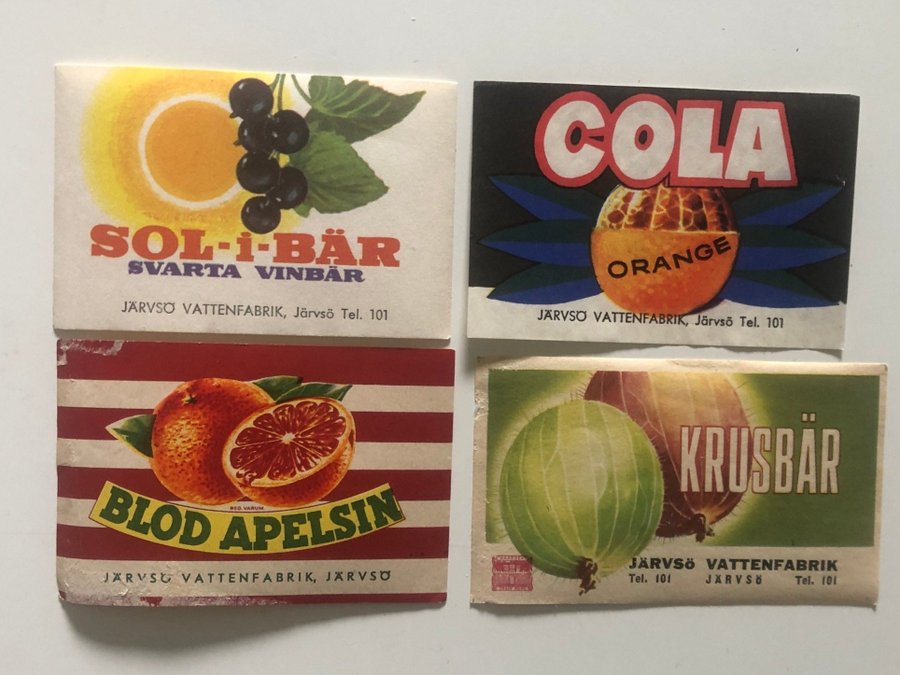 SOL-i-BÄR
SVARTA VINBÄR
JÄRVSÖ VATTENFABRIK, Järvsö Tel. 101
COLA
ORANGE
JÄRVSÖ VATTENFABRIK, Järvsö Tel. 101
REG. VARUM.
BLOD APELSIN
JÄRVSÖ VATTENFABRIK, JÄRVSÖ
KRUSBÄR
JÄRVSÖ VATTENFABRIK
Tel. 101 JÄRVSÖ Tel. 101